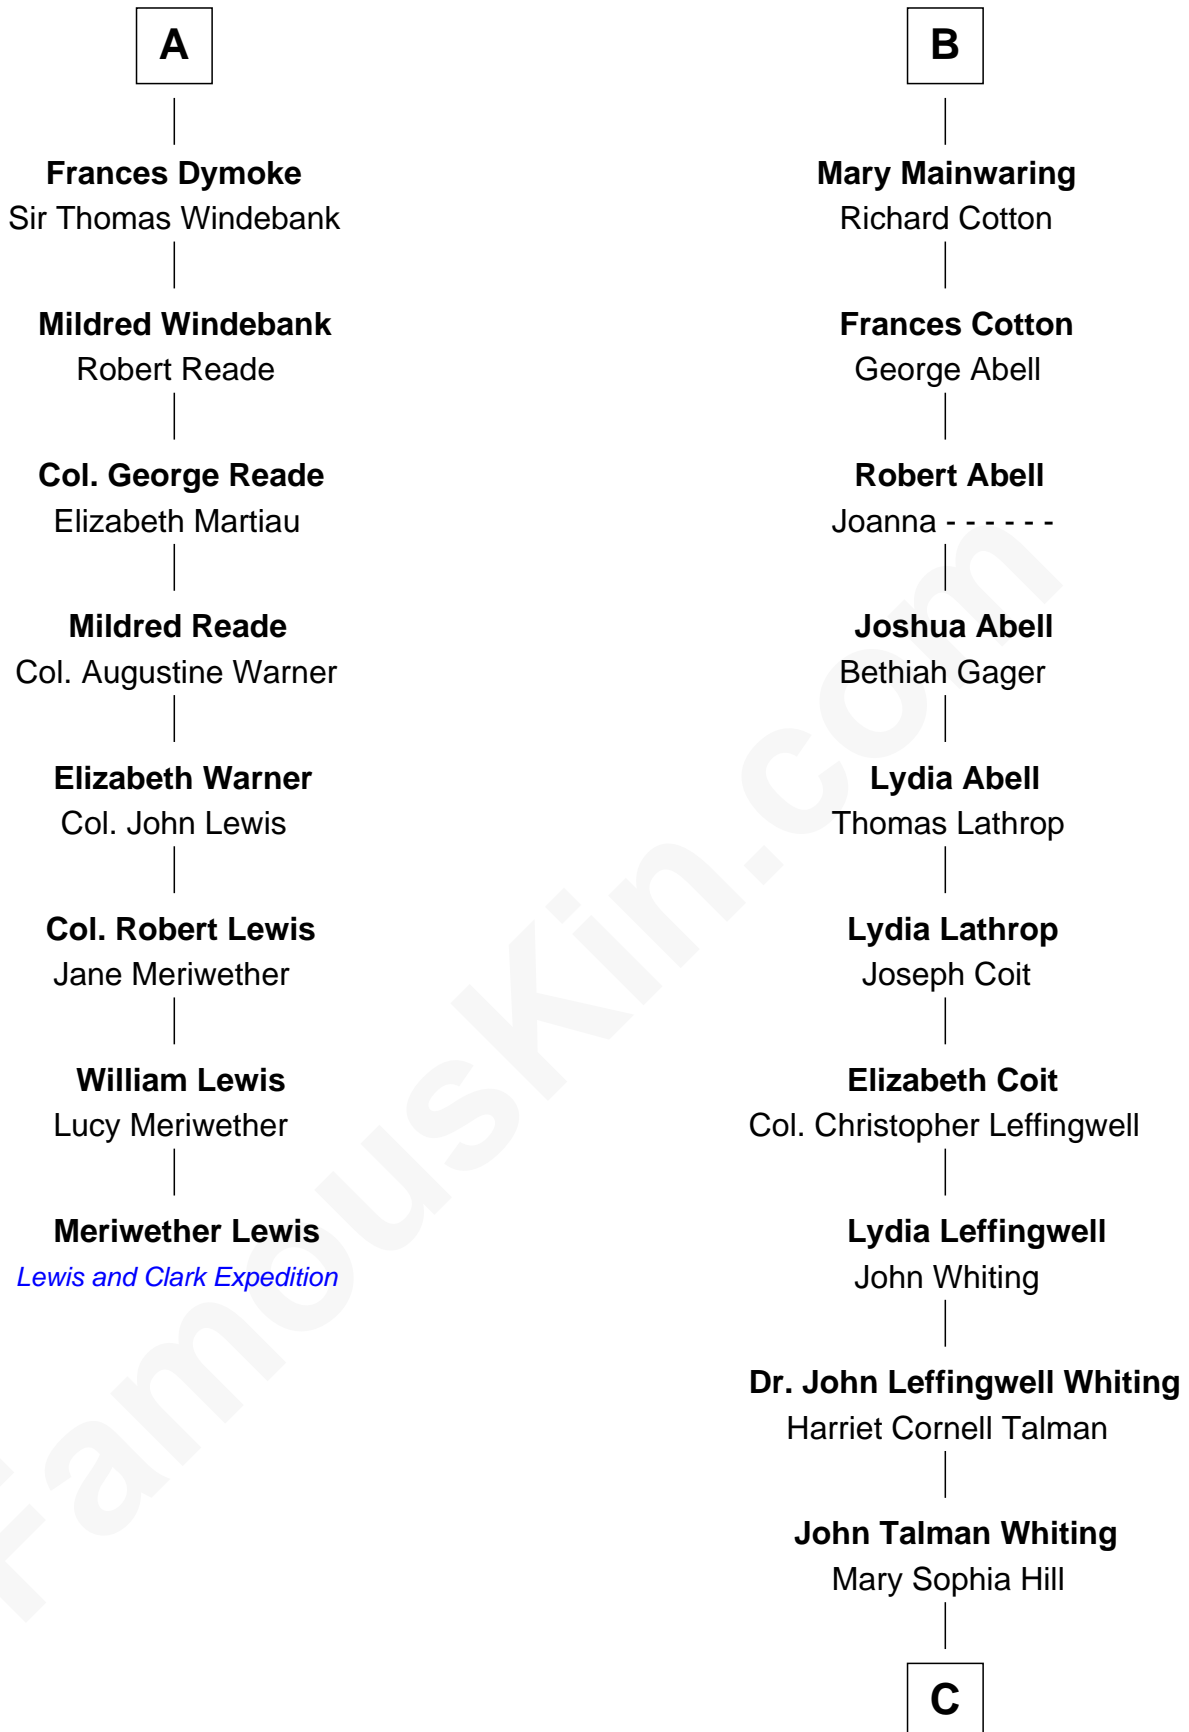 A
Frances Dymoke
Sir Thomas Windebank
Mildred Windebank
Robert Reade
Col. George Reade
Elizabeth Martiau
Mildred Reade
Col. Augustine Warner
Elizabeth Warner
Col. John Lewis
Col. Robert Lewis
Jane Meriwether
William Lewis
Lucy Meriwether
Meriwether Lewis
Lewis and Clark Expedition
B
Mary Mainwaring
Richard Cotton
Frances Cotton
George Abell
Robert Abell
Joanna - - - - - -
Joshua Abell
Bethiah Gager
Lydia Abell
Thomas Lathrop
Lydia Lathrop
Joseph Coit
Elizabeth Coit
Col. Christopher Leffingwell
Lydia Leffingwell
John Whiting
Dr. John Leffingwell Whiting
Harriet Cornell Talman
John Talman Whiting
Mary Sophia Hill
C
FamousKin.com